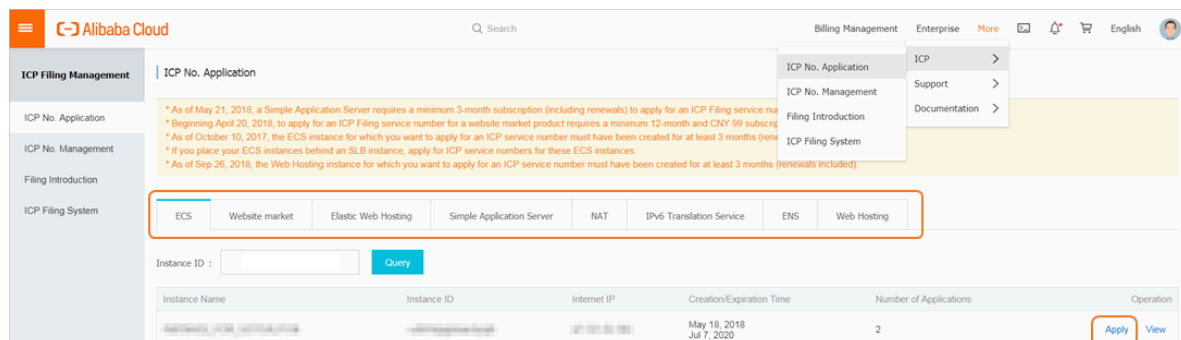 Alibaba Cloud
Search
Billing Management
Enterprise
More
English
ICP Filing Management
ICP No. Application
ICP No. Management
Filing Introduction
ICP Filing System
ICP No. Application
ICP
Support
Documentation
ICP No. Application
ICP No. Management
Filing Introduction
ICP Filing System
* As of May 21, 2018, a Simple Application Server requires a minimum 3-month subscription (including renewals) to apply for an ICP Filing service
* Beginning April 20, 2018, to apply for an ICP Filing service number for a website market product requires a minimum 12-month and CNY 99
* As of October 10, 2017, the ECS instance for which you want to apply for an ICP service number must have been created for at least 3 months
* If you place your ECS instances behind an SLB instance, apply for ICP service numbers for these ECS instances.
* As of Sep 26, 2018, the Web Hosting instance for which you want to apply for an ICP service number must have been created for at least 3 months (renewals included).
ECS
Website market
Elastic Web Hosting
Simple Application Server
NAT
IPv6 Translation Service
ENS
Web Hosting
Instance ID :
Query
Instance Name
Instance ID
Internet IP
Creation/Expiration Time
Number of Applications
Operation
May 18, 2018
Jul 7, 2020
2
Apply
View